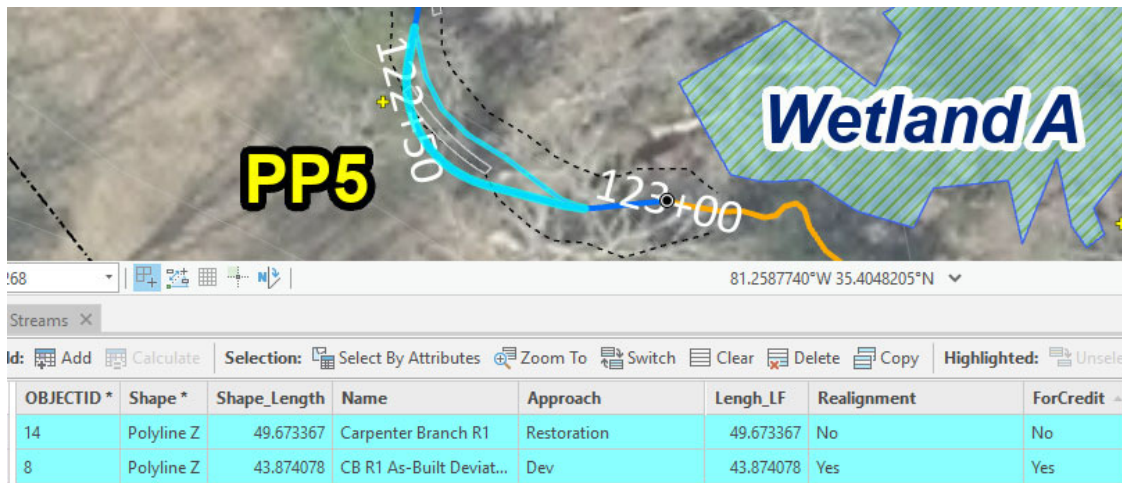 122+50
Wetland A
PP5
123+00
:68
81.2587740°W 35.4048205°N
Streams
ld: Add Calculate Selection: Select By Attributes Zoom To Switch Clear Delete Copy Highlighted: Unsele
OBJECTID * Shape * Shape_Length Name Approach Lengh_LF Realignment ForCredit
14 Polyline Z 49.673367 Carpenter Branch R1 Restoration 49.673367 No No
8 Polyline Z 43.874078 CB R1 As-Built Deviat... Dev 43.874078 Yes Yes